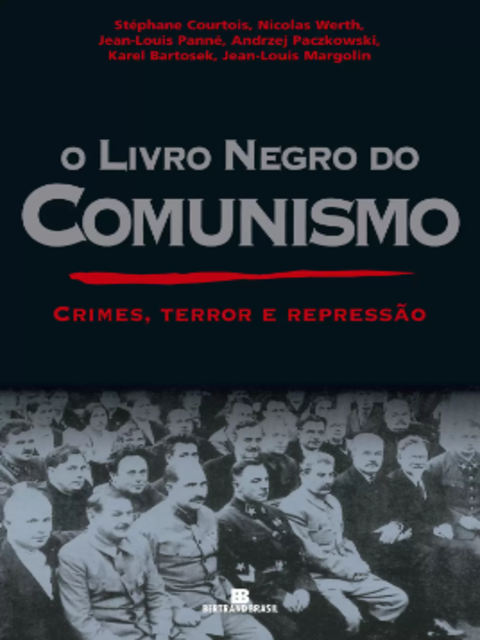 Stéphane Courtois, Nicolas Werth,
Jean-Louis Panné, Andrzej Paczkowski,
Karel Bartosek, Jean-Louis Margolin
O LIVRO NEGRO DO
COMUNISMO
CRIMES, TERROR E REPRESSÃO
BB
BERTRAND BRASIL